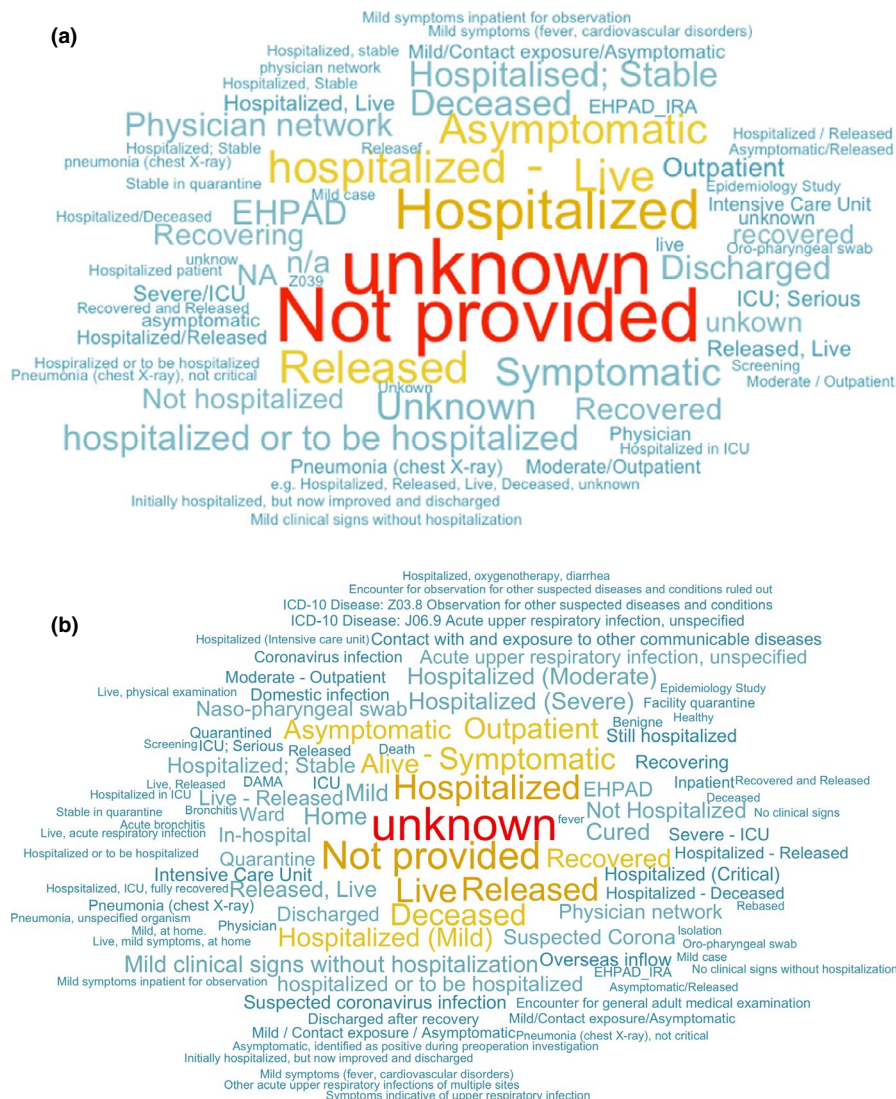 (a)
Mild symptoms inpatient for observation
Mild symptoms (fever, cardiovascular disorders)
Hospitalized, stable Mild/Contact exposure/Asymptomatic
physician network Hospitalised; Stable
Hospitalized, Stable
Hospitalized, Live Deceased EHPAD_IRA
Physician network Asymptomatic Hospitalized / Released
Hospitalized; Stable Releasef Asymptomatic/Released
pneumonia (chest X-ray) hospitalized - Live Outpatient
Stable in quarantine Mild case Epidemiology Study
Hospitalized/Deceased EHPAD Hospitalized Intensive Care Unit
unknown
Recovering recovered
unknow live Oro-pharyngeal swab
Hospitalized patient NA n/a unknown Discharged
Z039
Severe/ICU ICU; Serious
Recovered and Released Not provided
asymptomatic unkown
Hospitalized/Released Released, Live
Hospiralized or to be hospitalized Released Symptomatic Screening
Pneumonia (chest X-ray), not critical Moderate / Outpatient
Unkown
Not hospitalized Unknown Recovered
hospitalized or to be hospitalized Physician
Hospitalized in ICU
Pneumonia (chest X-ray) Moderate/Outpatient
e.g. Hospitalized, Released, Live, Deceased, unknown
Initially hospitalized, but now improved and discharged
Mild clinical signs without hospitalization
(b)
Hospitalized, oxygenotherapy, diarrhea
Encounter for observation for other suspected diseases and conditions ruled out
ICD-10 Disease: Z03.8 Observation for other suspected diseases and conditions
ICD-10 Disease: J06.9 Acute upper respiratory infection, unspecified
Hospitalized (Intensive care unit) Contact with and exposure to other communicable diseases
Coronavirus infection Acute upper respiratory infection, unspecified
Moderate - Outpatient Hospitalized (Moderate)
Live, physical examination Domestic infection Hospitalized (Severe) Epidemiology Study
Naso-pharyngeal swab Facility quarantine
Quarantined Asymptomatic Outpatient Benigne Healthy
Still hospitalized
Screening ICU; Serious Released Death
Hospitalized; Stable Alive - Symptomatic Recovering
Live, Released DAMA ICU Hospitalized EHPAD Inpatient Recovered and Released
Hospitalized in ICU Live - Released Mild Deceased
Stable in quarantine Bronchitis Ward Home unknown fever Not Hospitalized No clinical signs
Acute bronchitis
Live, acute respiratory infection In-hospital Cured Severe - ICU
Hospitalized or to be hospitalized Quarantine Not provided Recovered Hospitalized - Released
Intensive Care Unit Hospitalized (Critical)
Hospsitalized, ICU, fully recovered Released, Live Live Released Hospitalized - Deceased
Pneumonia (chest X-ray) Rebased
Pneumonia, unspecified organism Discharged Deceased Physician network
Mild, at home. Physician Isolation
Live, mild symptoms, at home Hospitalized (Mild) Suspected Corona Oro-pharyngeal swab
Mild clinical signs without hospitalization Overseas inflow Mild case
EHPAD_IRA No clinical signs without hospitalization
Mild symptoms inpatient for observation hospitalized or to be hospitalized Asymptomatic/Released
Suspected coronavirus infection Encounter for general adult medical examination
Discharged after recovery Mild/Contact exposure/Asymptomatic
Mild / Contact exposure / Asymptomatic Pneumonia (chest X-ray), not critical
Asymptomatic, identified as positive during preoperation investigation
Initially hospitalized, but now improved and discharged
Mild symptoms (fever, cardiovascular disorders)
Other acute upper respiratory infections of multiple sites
Symptoms indicative of upper respiratory infection